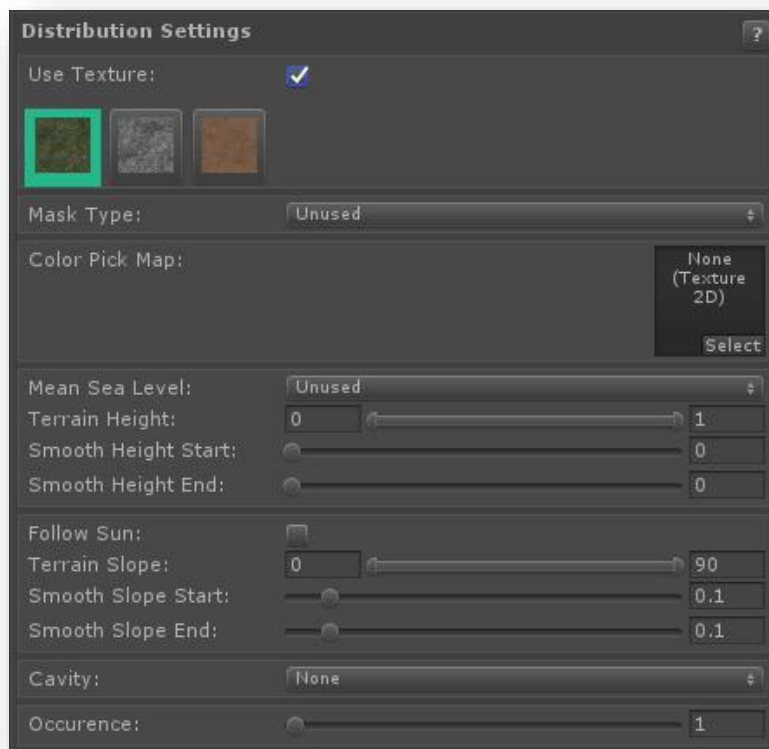 Distribution Settings ?
Use Texture:
Mask Type: Unused
Color Pick Map: None
(Texture
2D)
Select
Mean Sea Level: Unused
Terrain Height: 0 1
Smooth Height Start: 0
Smooth Height End: 0
Follow Sun:
Terrain Slope: 0 90
Smooth Slope Start: 0.1
Smooth Slope End: 0.1
Cavity: None
Occurence: 1